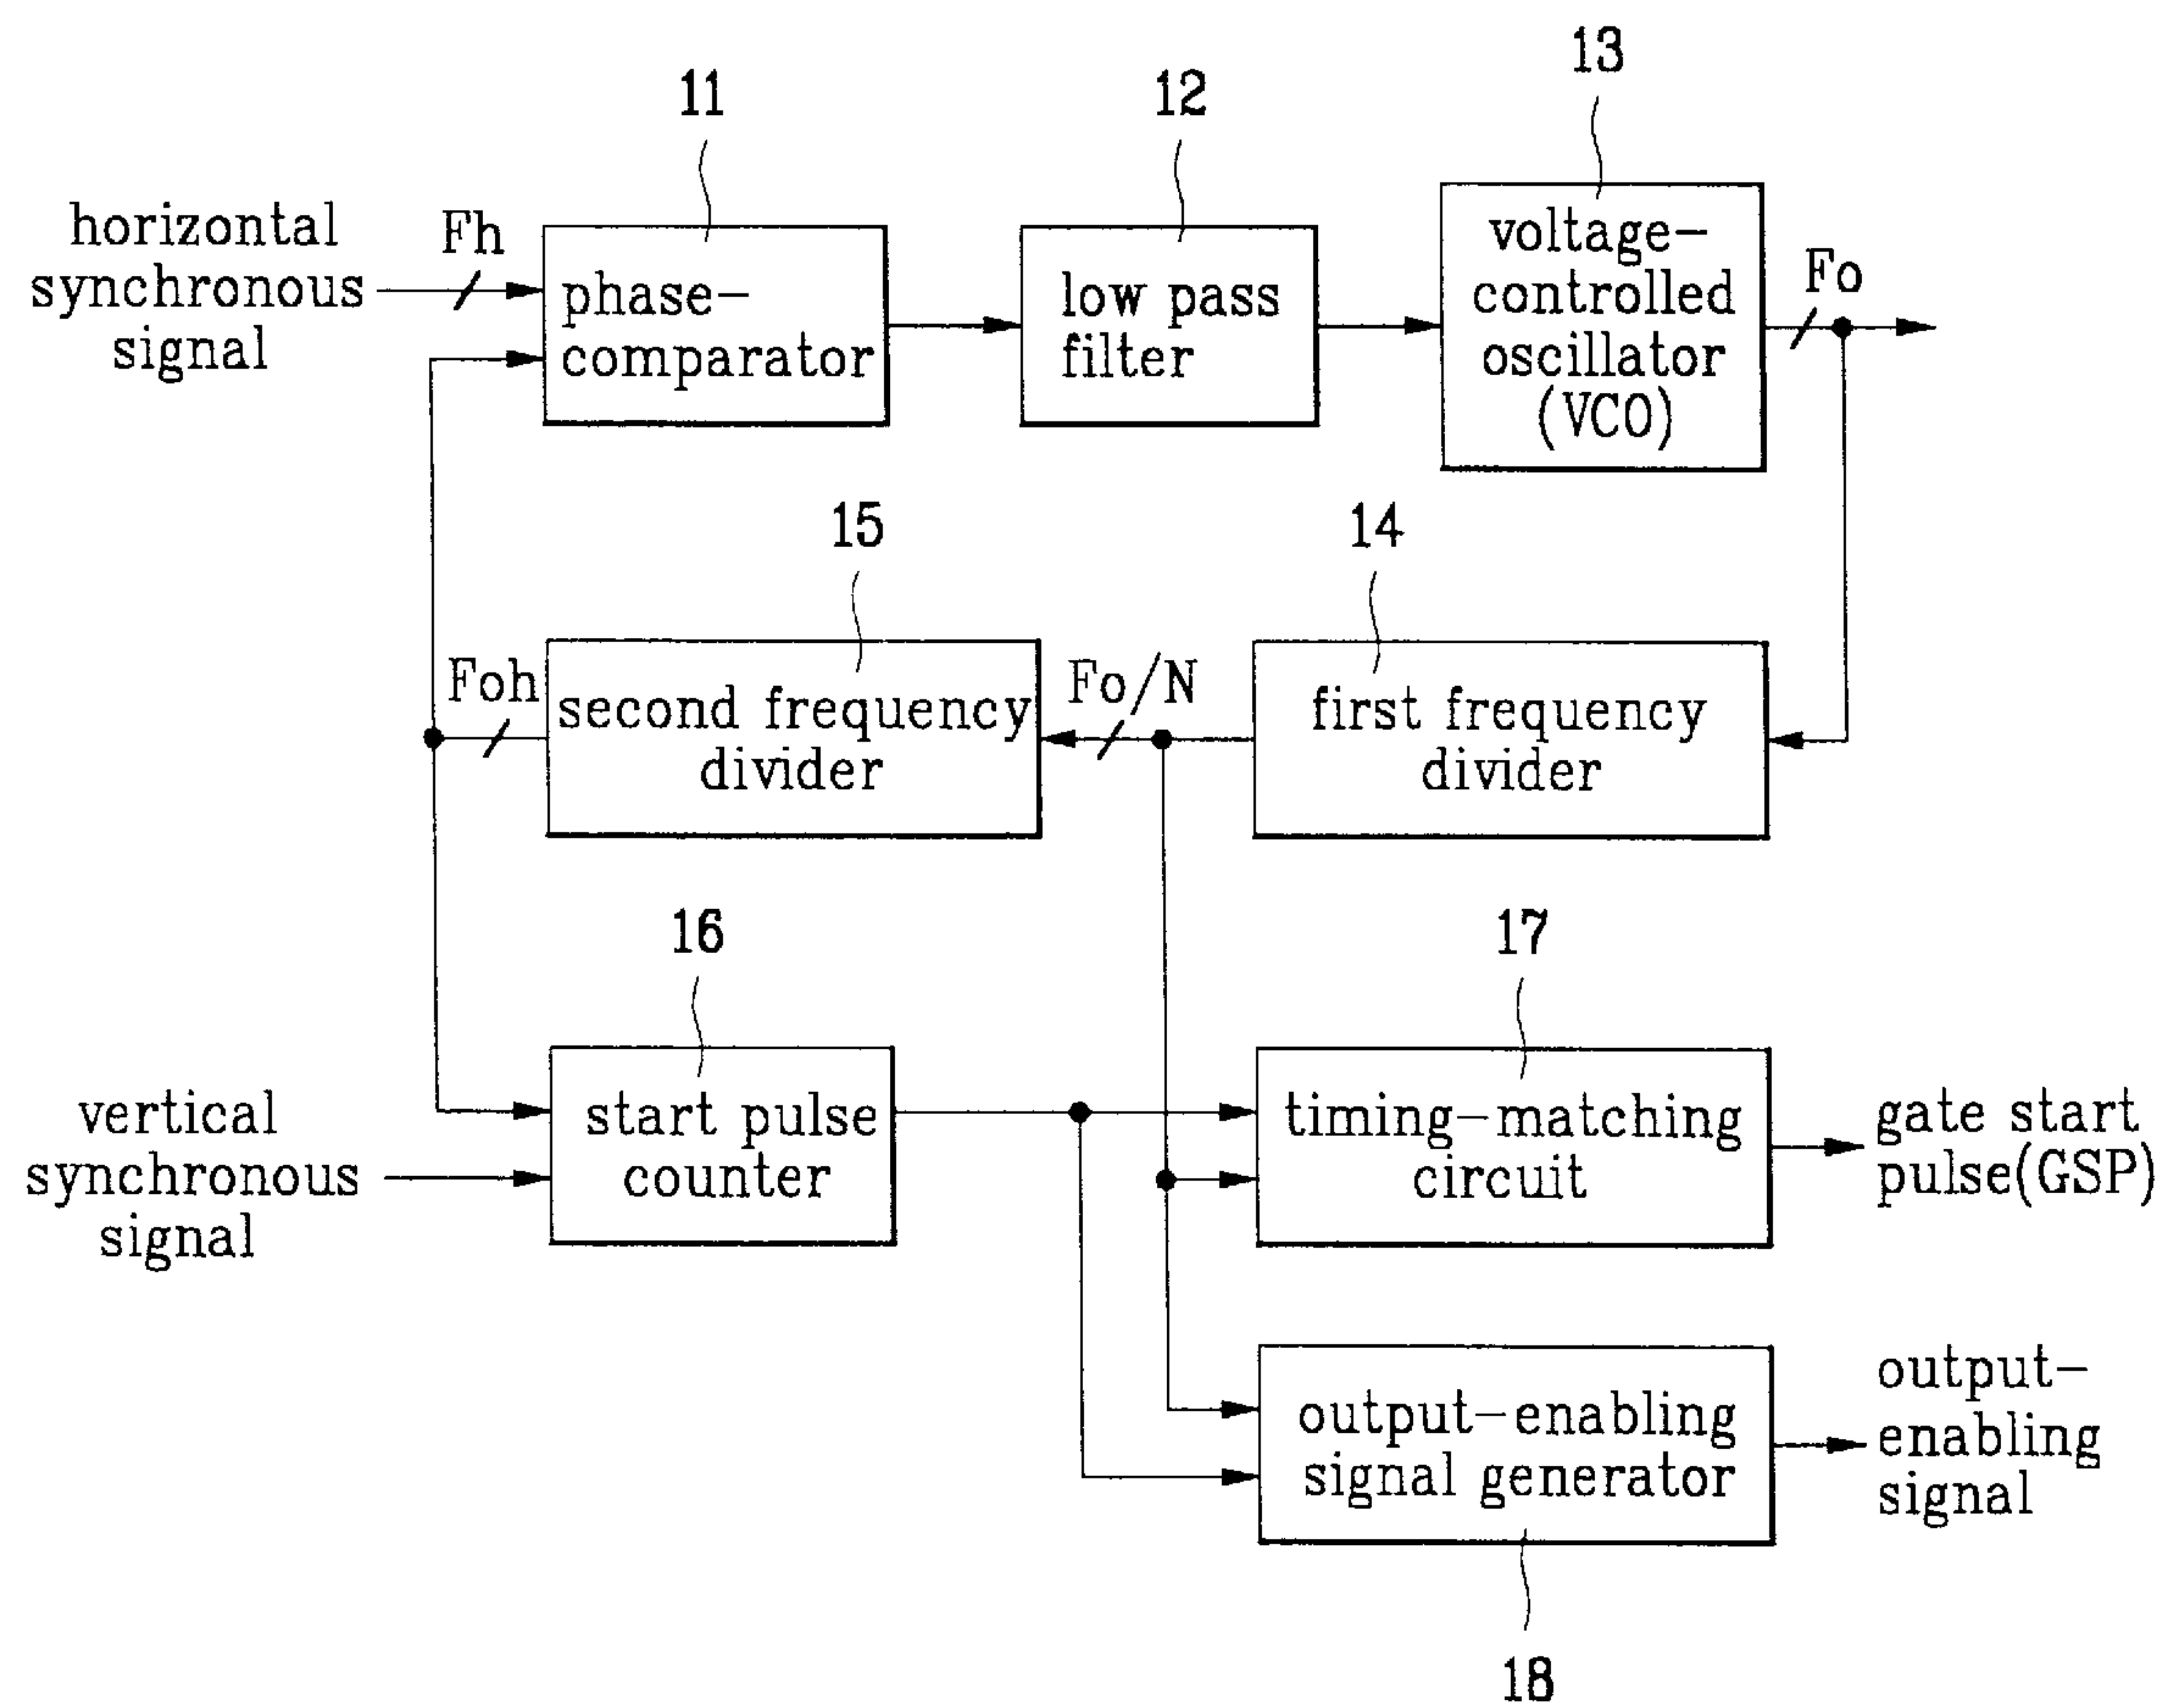 13
11
12
horizontal
synchronous
signal
Fh
phase-
comparator
low pass
filter
voltage-
controlled
oscillator
(VCO)
Fo
15
14
Foh
second frequency
divider
Fo/N
first frequency
divider
16
17
vertical
synchronous
signal
start pulse
counter
timing-matching
circuit
gate start
pulse(GSP)
output-enabling
signal generator
output-
enabling
signal
18